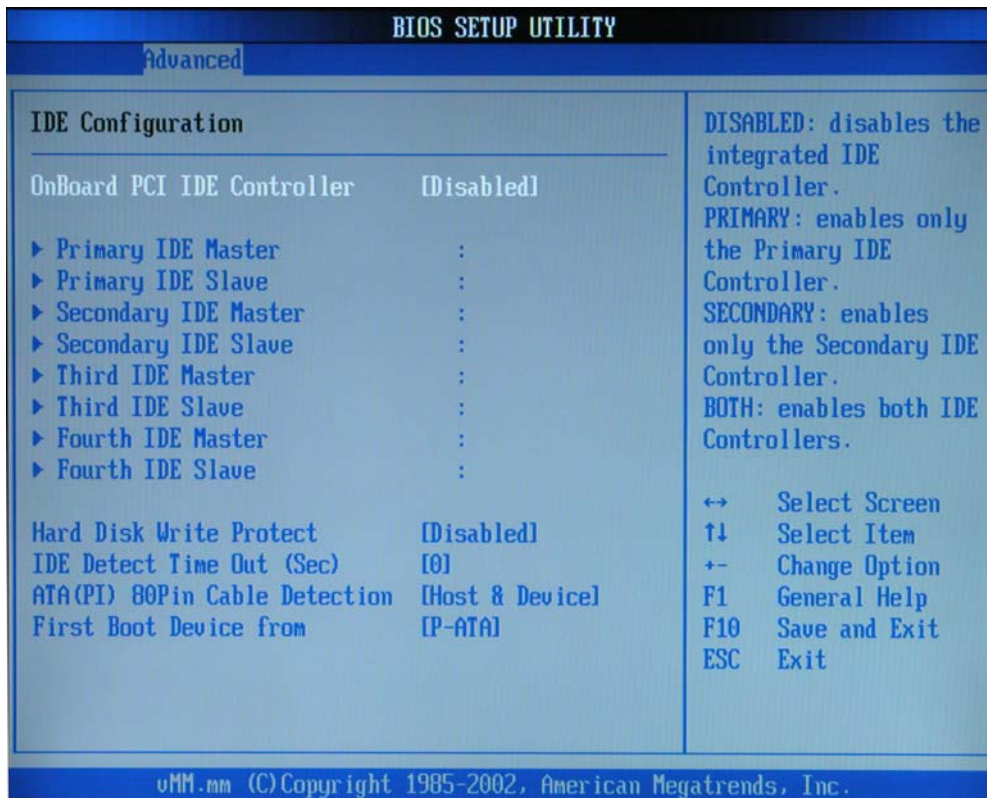 BIOS SETUP UTILITY
Advanced
IDE Configuration
OnBoard PCI IDE Controller [Disabled]
▶ Primary IDE Master :
▶ Primary IDE Slave :
▶ Secondary IDE Master :
▶ Secondary IDE Slave :
▶ Third IDE Master :
▶ Third IDE Slave :
▶ Fourth IDE Master :
▶ Fourth IDE Slave :
Hard Disk Write Protect [Disabled]
IDE Detect Time Out (Sec) [0]
ATA(PI) 80Pin Cable Detection [Host & Device]
First Boot Device from [P-ATA]
DISABLED: disables the
integrated IDE
Controller.
PRIMARY: enables only
the Primary IDE
Controller.
SECONDARY: enables
only the Secondary IDE
Controller.
BOTH: enables both IDE
Controllers.
↔ Select Screen
↑↓ Select Item
+- Change Option
F1 General Help
F10 Save and Exit
ESC Exit
vMM.mm (C)Copyright 1985-2002, American Megatrends, Inc.